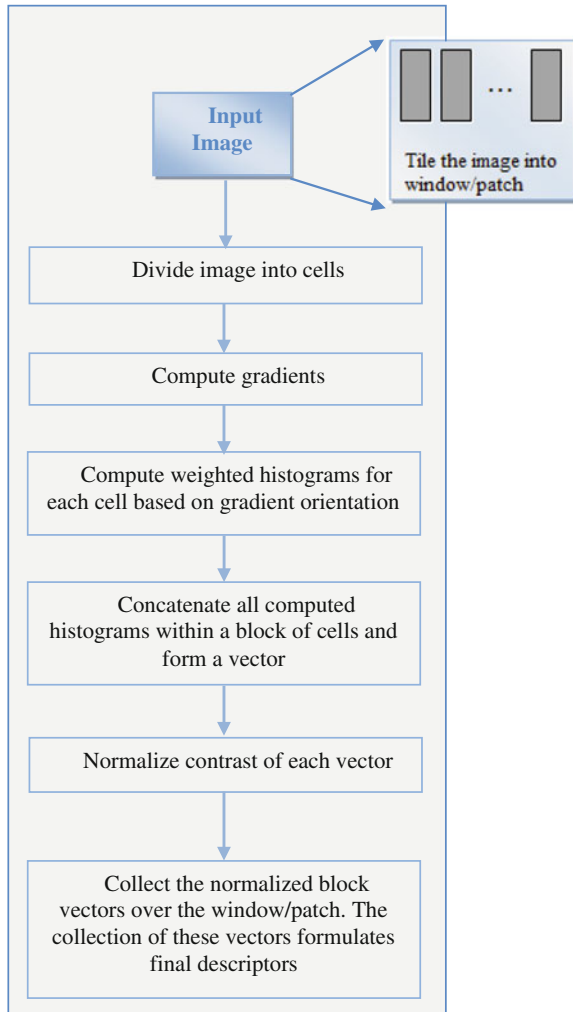 Input
Image
...
Tile the image into
window/patch
Divide image into cells
Compute gradients
Compute weighted histograms for
each cell based on gradient orientation
Concatenate all computed
histograms within a block of cells and
form a vector
Normalize contrast of each vector
Collect the normalized block
vectors over the window/patch. The
collection of these vectors formulates
final descriptors